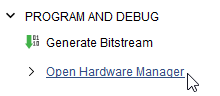 PROGRAM AND DEBUG
Generate Bitstream
Open Hardware Manager